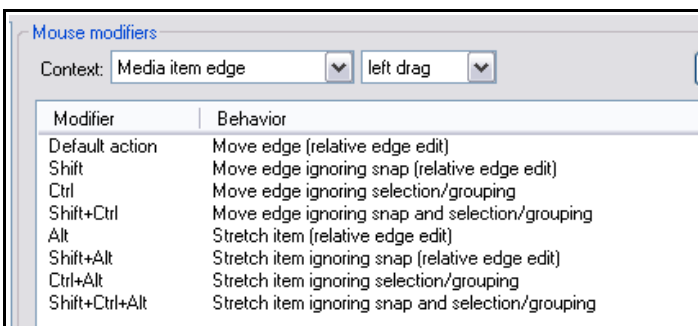 Mouse modifiers
Context: Media item edge left drag
Modifier Behavior
Default action Move edge (relative edge edit)
Shift Move edge ignoring snap (relative edge edit)
Ctrl Move edge ignoring selection/grouping
Shift+Ctrl Move edge ignoring snap and selection/grouping
Alt Stretch item (relative edge edit)
Shift+Alt Stretch item ignoring snap (relative edge edit)
Ctrl+Alt Stretch item ignoring selection/grouping
Shift+Ctrl+Alt Stretch item ignoring snap and selection/grouping